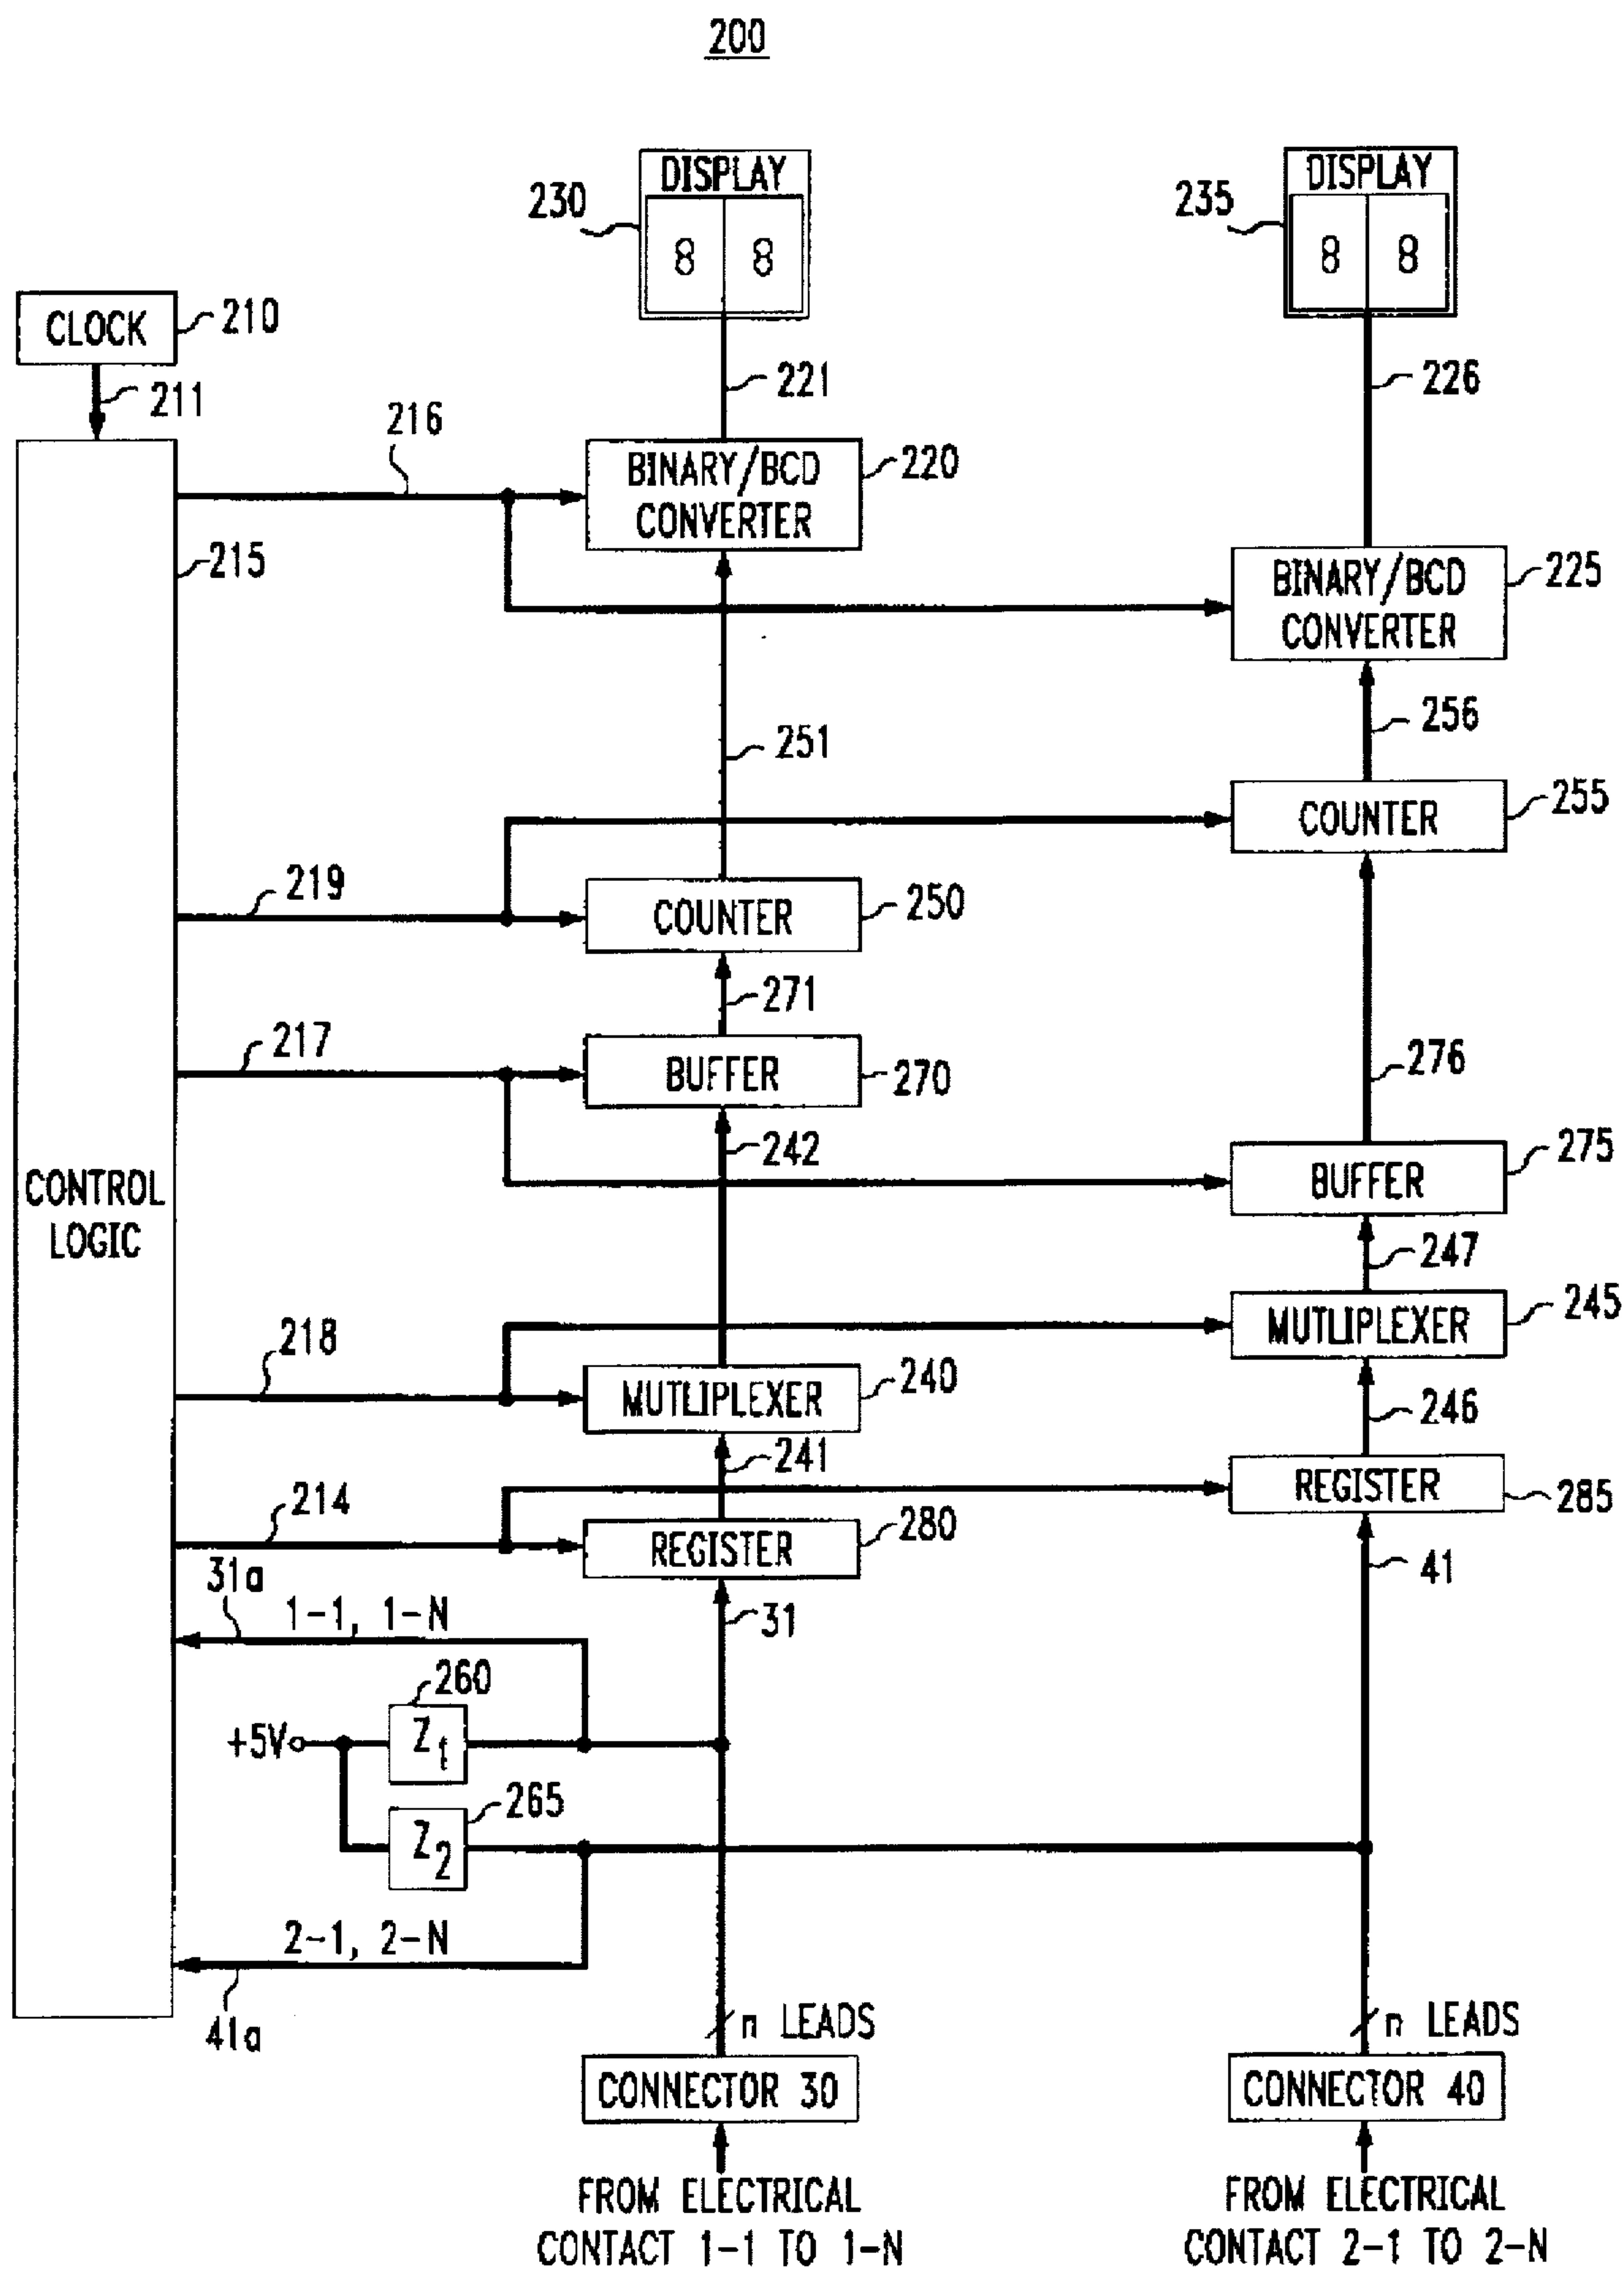 200
DISPLAY
230
8 8
DISPLAY
235
8 8
CLOCK
210
211
221
226
216
BINARY/BCD
CONVERTER
220
215
BINARY/BCD
CONVERTER
225
251
256
COUNTER
255
219
COUNTER
250
271
217
BUFFER
270
276
242
BUFFER
275
CONTROL
LOGIC
247
MUTLIPLEXER
245
218
MUTLIPLEXER
240
246
241
REGISTER
285
214
REGISTER
280
41
31a
1-1, 1-N
31
260
+5V
Z1
265
Z2
2-1, 2-N
41a
n LEADS
n LEADS
CONNECTOR 30
CONNECTOR 40
FROM ELECTRICAL
CONTACT 1-1 TO 1-N
FROM ELECTRICAL
CONTACT 2-1 TO 2-N